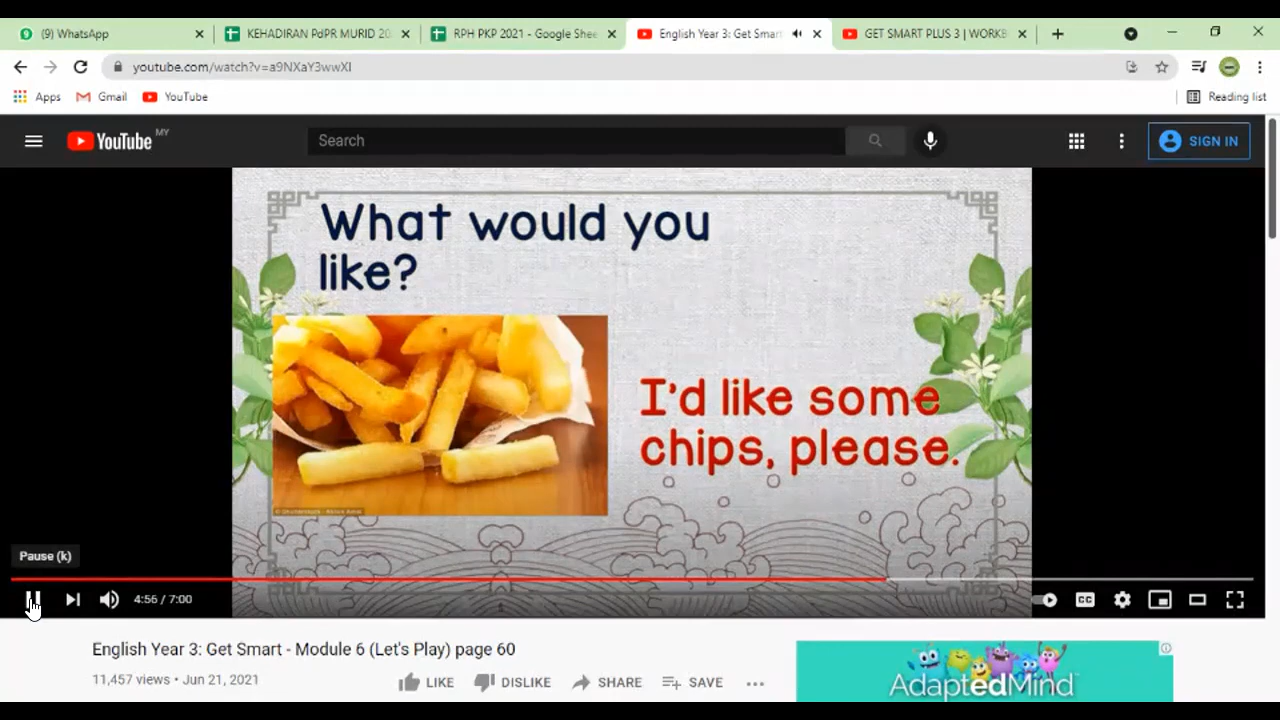 (9) WhatsApp
KEHADIRAN PdPR MURID 20
RPH PKP 2021 - Google Shee
English Year 3: Get Smart
GET SMART PLUS 3 | WORKB
youtube.com/watch?v=a9NXaY3wwXI
Apps
Gmail
YouTube
Reading list
YouTube MY
Search
SIGN IN
What would you
like?
I'd like some
chips, please.
Pause (k)
4:56 / 7:00
CC
English Year 3: Get Smart - Module 6 (Let's Play) page 60
11,457 views • Jun 21, 2021
LIKE
DISLIKE
SHARE
SAVE
AdaptedMind